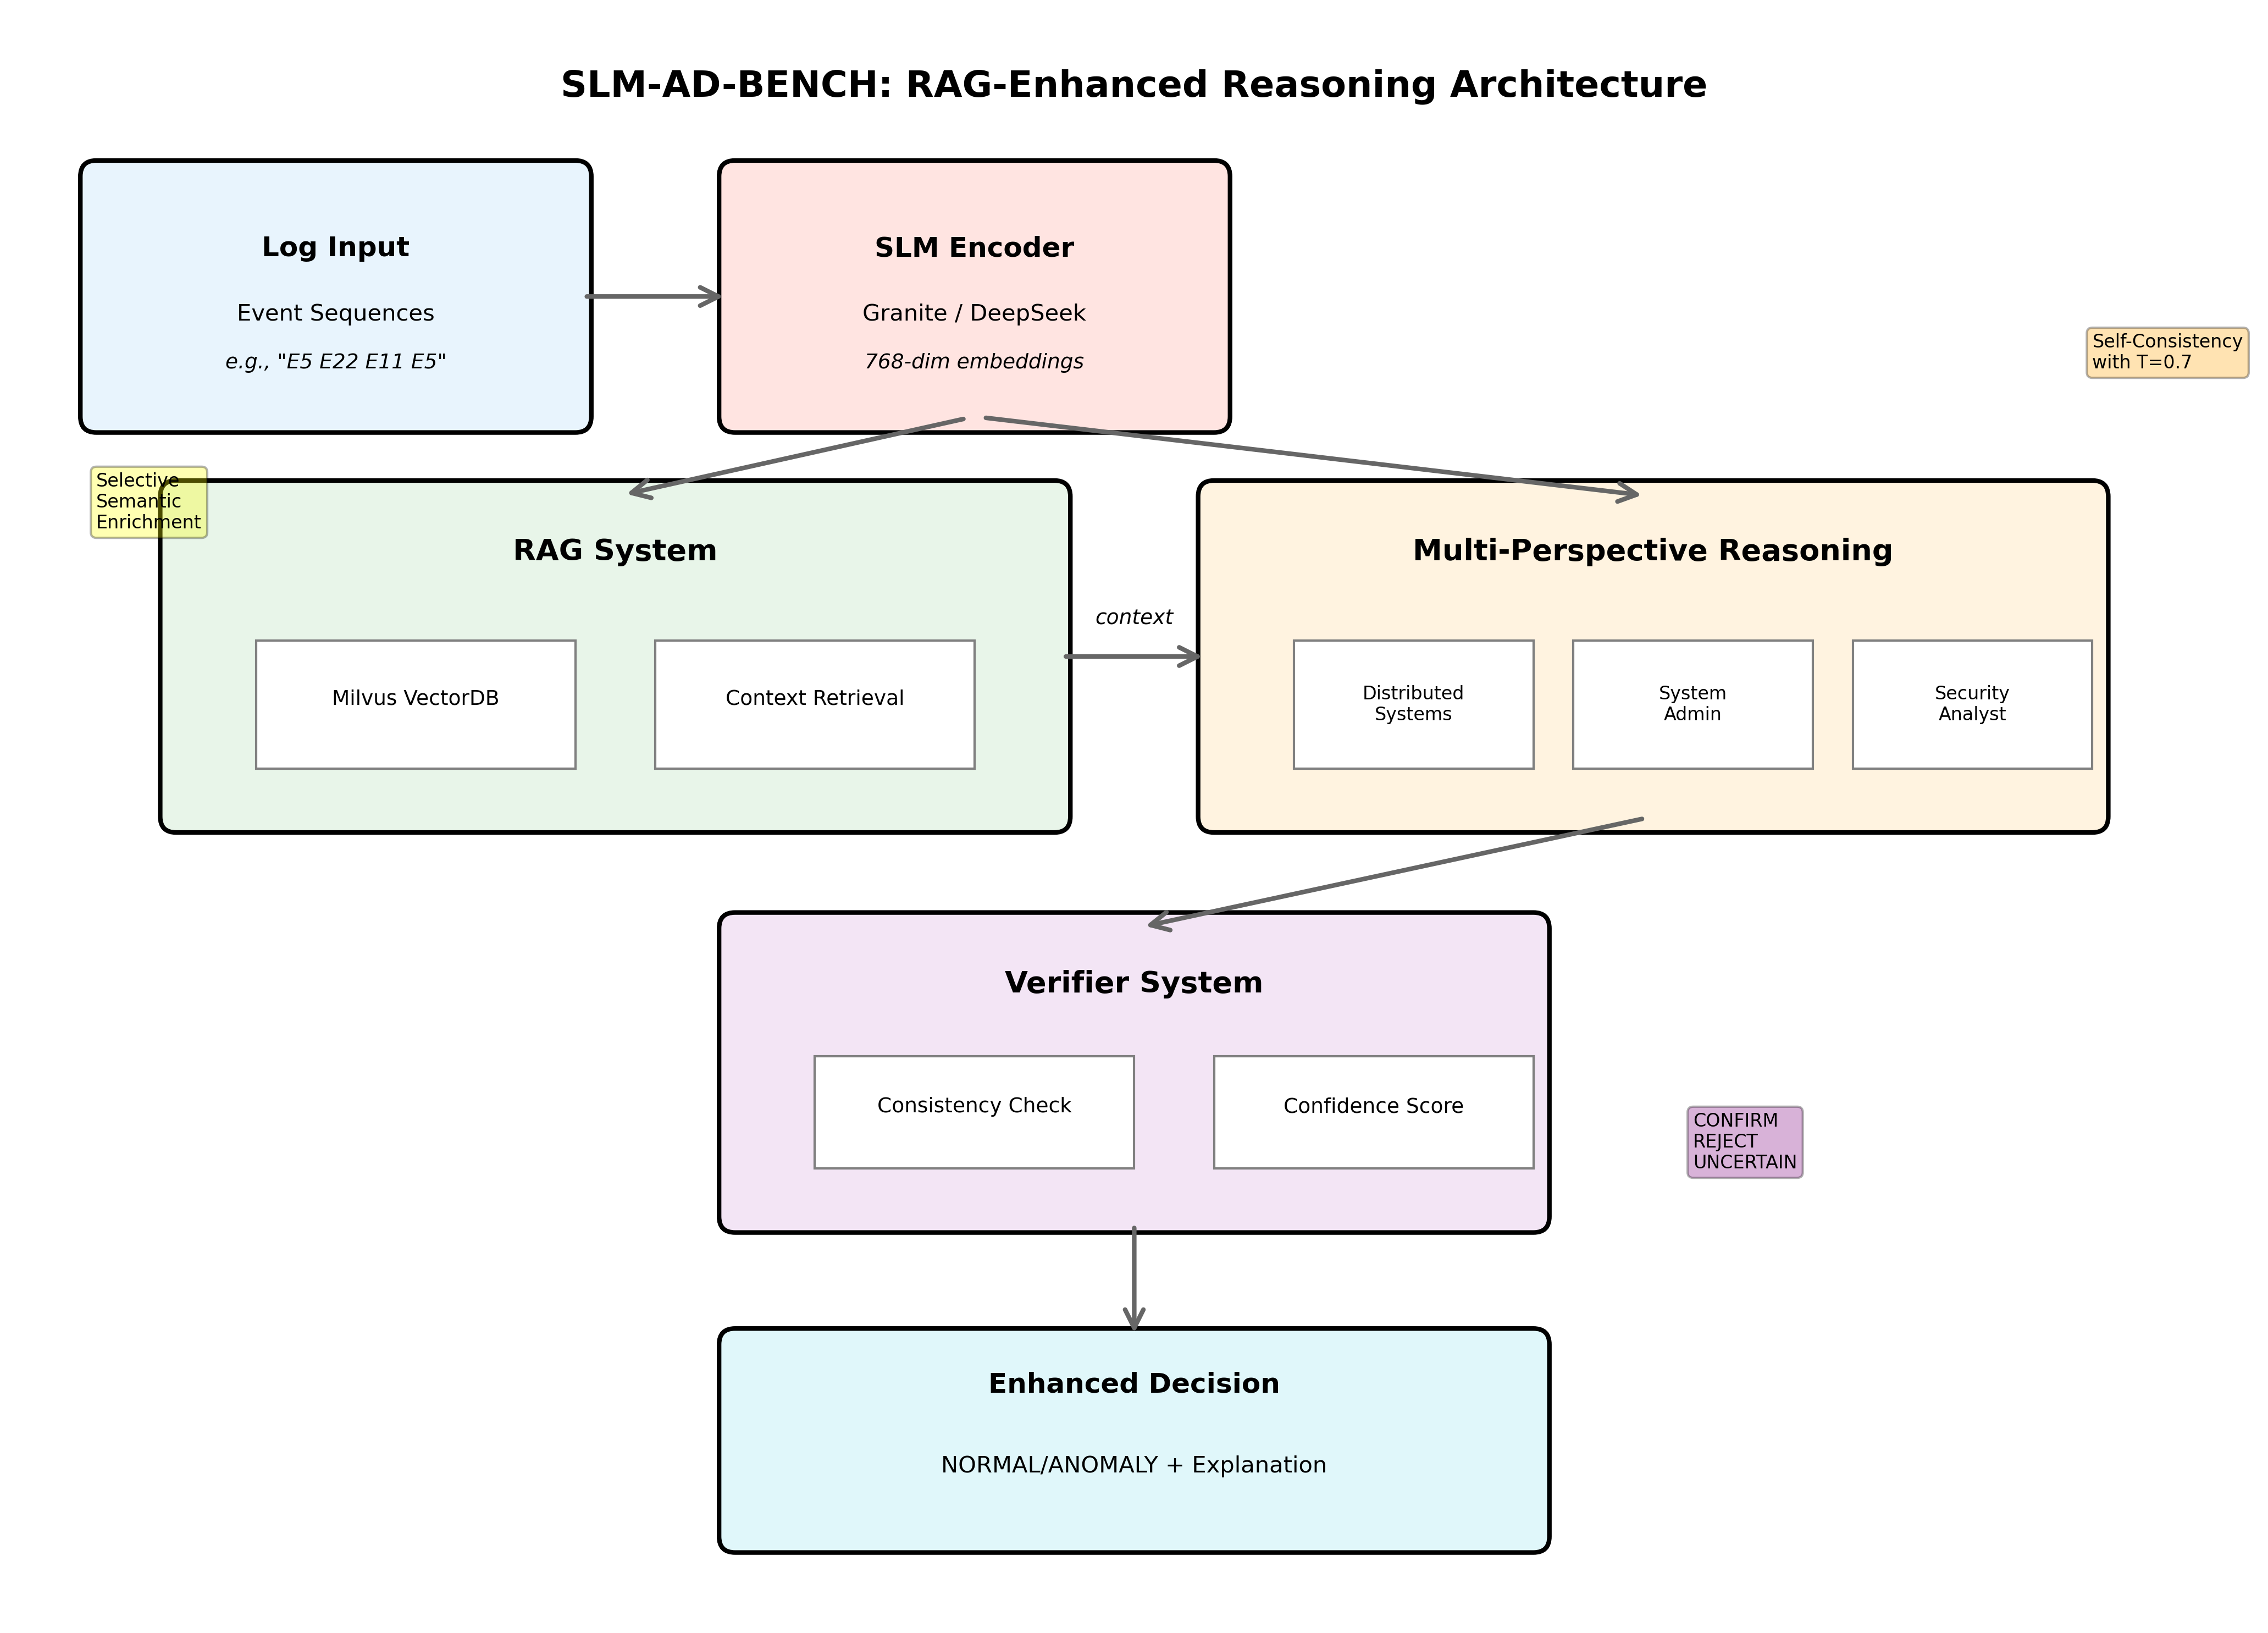 SLM-AD-BENCH: RAG-Enhanced Reasoning Architecture
Log Input
Event Sequences
e.g., "E5 E22 E11 E5"
SLM Encoder
Granite / DeepSeek
768-dim embeddings
Self-Consistency
with T=0.7
Selective
Semantic
Enrichment
RAG System
Milvus VectorDB
Context Retrieval
context
Multi-Perspective Reasoning
Distributed
Systems
System
Admin
Security
Analyst
Verifier System
Consistency Check
Confidence Score
CONFIRM
REJECT
UNCERTAIN
Enhanced Decision
NORMAL/ANOMALY + Explanation